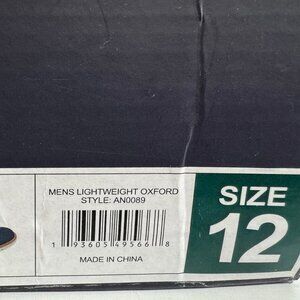 MENS LIGHTWEIGHT OXFORD
STYLE: AN0089
1 93605 49566 8
MADE IN CHINA
SIZE
12